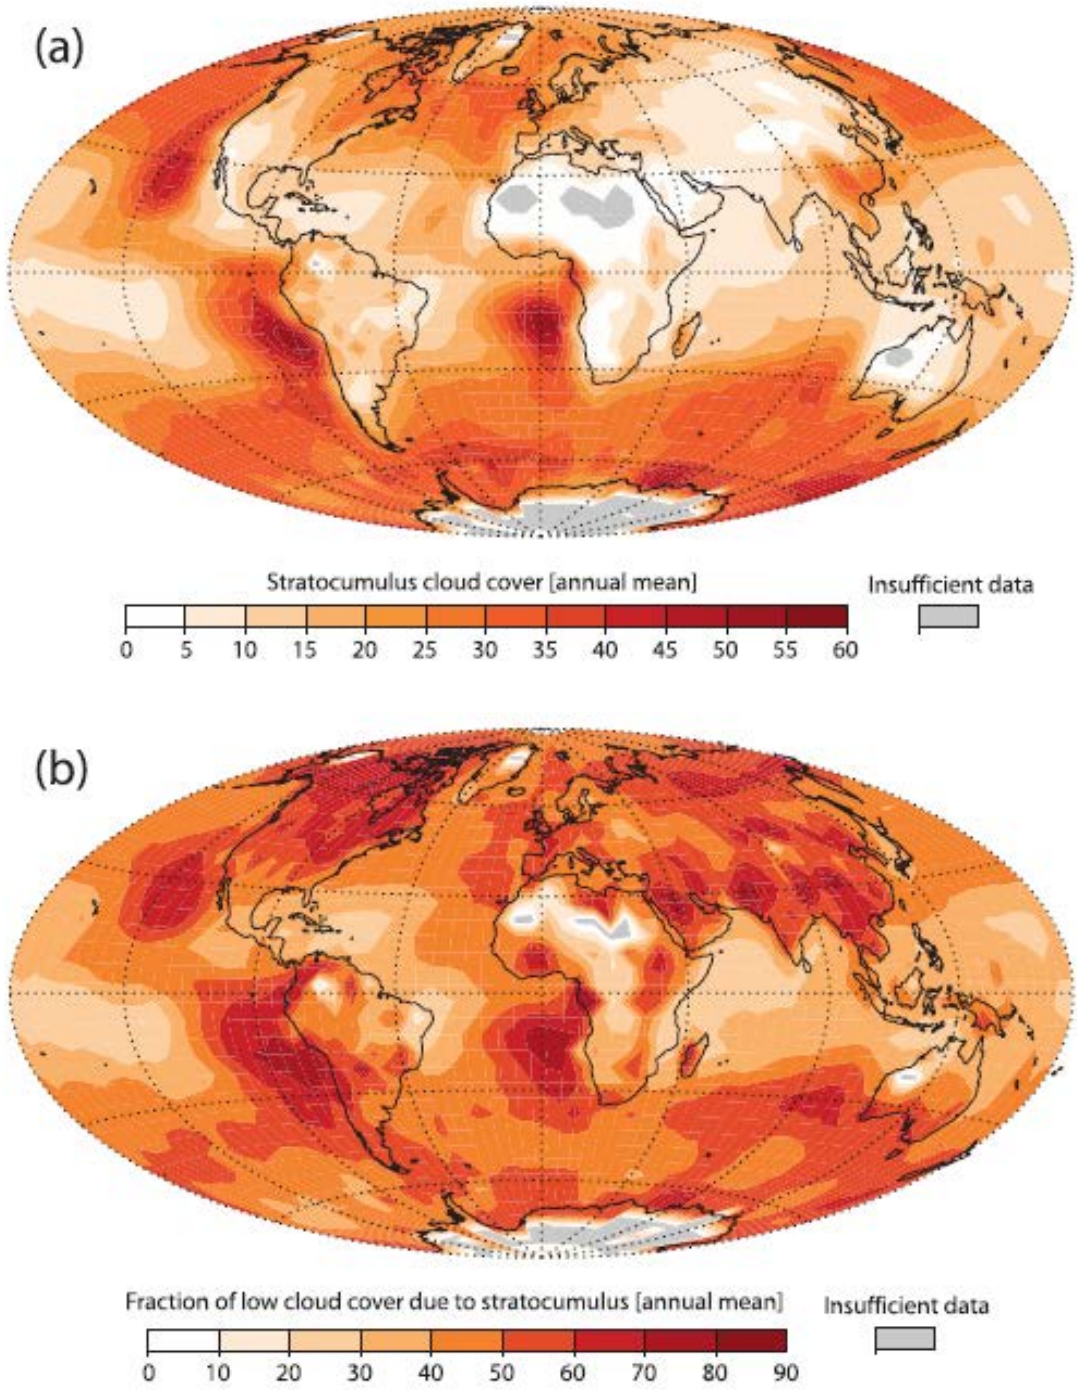 (a)
Stratocumulus cloud cover [annual mean]
Insufficient data
0 5 10 15 20 25 30 35 40 45 50 55 60
(b)
Fraction of low cloud cover due to stratocumulus [annual mean]
Insufficient data
0 10 20 30 40 50 60 70 80 90